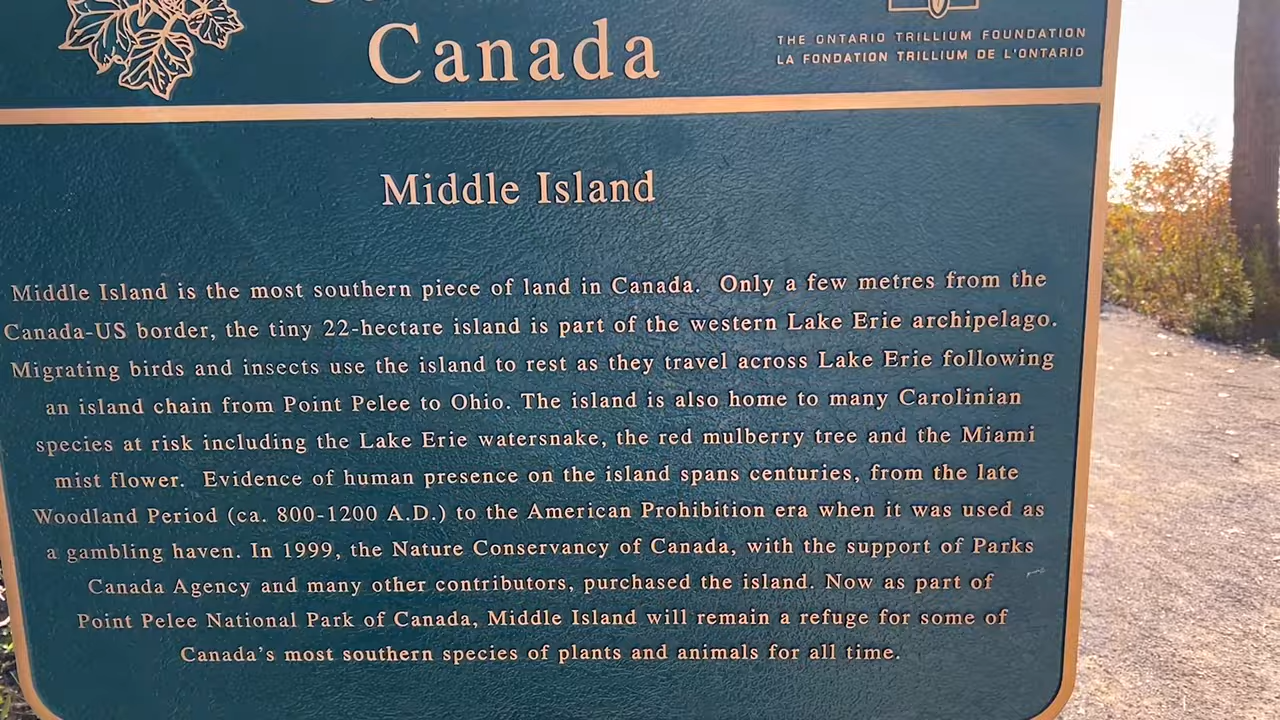 Canada
THE ONTARIO TRILLIUM FOUNDATION
LA FONDATION TRILLIUM DE L'ONTARIO
Middle Island
Middle Island is the most southern piece of land in Canada. Only a few metres from the
Canada-US border, the tiny 22-hectare island is part of the western Lake Erie archipelago.
Migrating birds and insects use the island to rest as they travel across Lake Erie following
an island chain from Point Pelee to Ohio. The island is also home to many Carolinian
species at risk including the Lake Erie watersnake, the red mulberry tree and the Miami
mist flower. Evidence of human presence on the island spans centuries, from the late
Woodland Period (ca. 800-1200 A.D.) to the American Prohibition era when it was used as
a gambling haven. In 1999, the Nature Conservancy of Canada, with the support of Parks
Canada Agency and many other contributors, purchased the island. Now as part of
Point Pelee National Park of Canada, Middle Island will remain a refuge for some of
Canada's most southern species of plants and animals for all time.